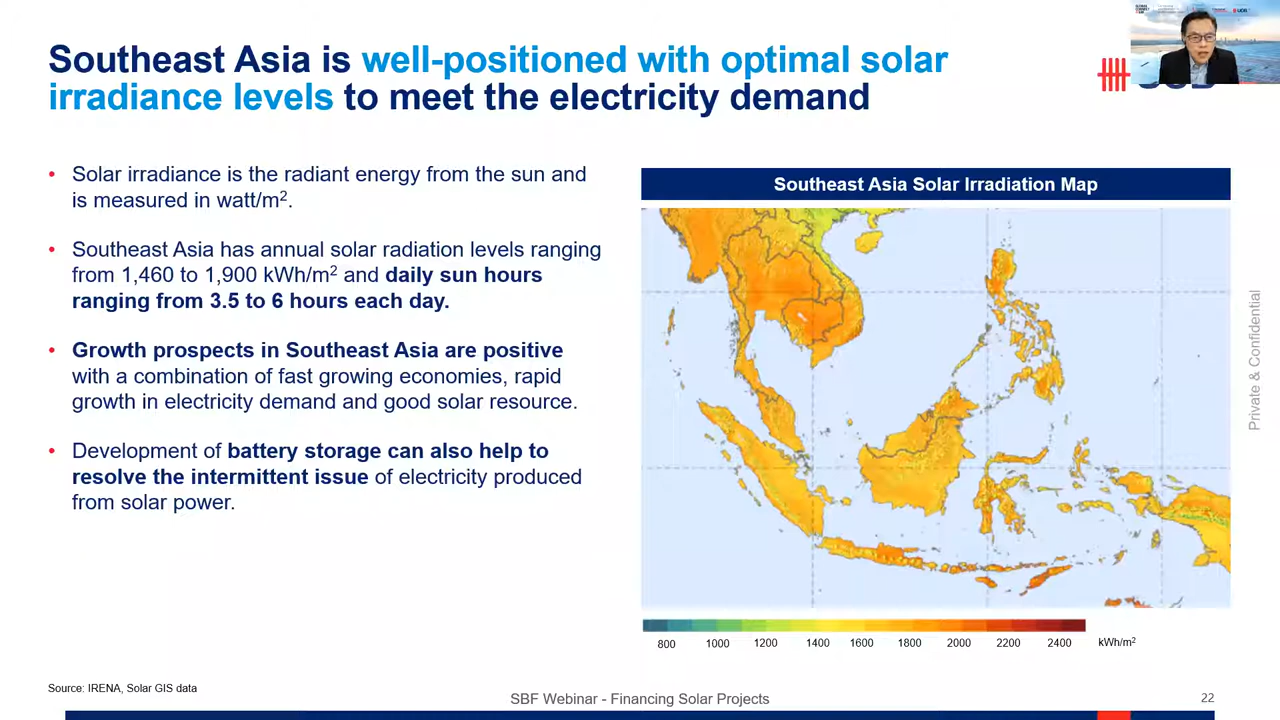 Southeast Asia is well-positioned with optimal solar
irradiance levels to meet the electricity demand
• Solar irradiance is the radiant energy from the sun and
is measured in watt/m².
• Southeast Asia has annual solar radiation levels ranging
from 1,460 to 1,900 kWh/m² and daily sun hours
ranging from 3.5 to 6 hours each day.
• Growth prospects in Southeast Asia are positive
with a combination of fast growing economies, rapid
growth in electricity demand and good solar resource.
• Development of battery storage can also help to
resolve the intermittent issue of electricity produced
from solar power.
Southeast Asia Solar Irradiation Map
800 1000 1200 1400 1600 1800 2000 2200 2400 kWh/m²
Private & Confidential
Source: IRENA, Solar GIS data
SBF Webinar - Financing Solar Projects
22